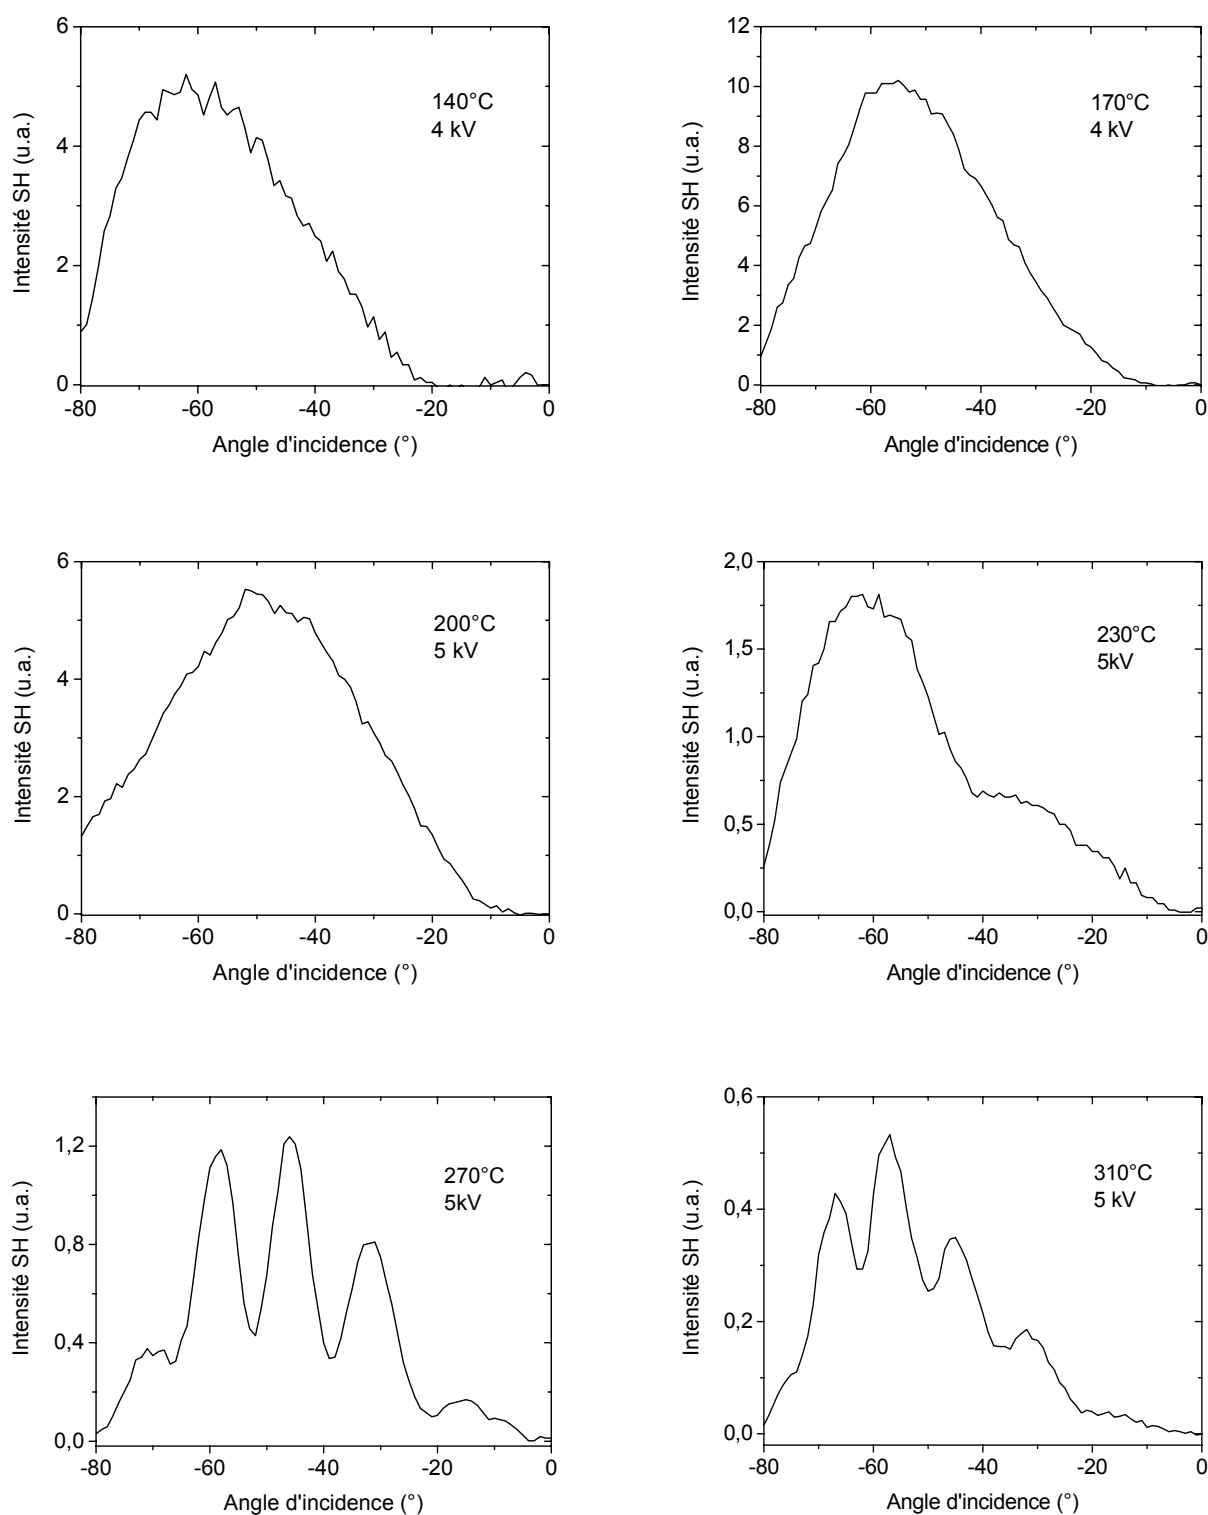 6
4
2
0
Intensité SH (u.a.)
140°C
4 kV
-80 -60 -40 -20 0
Angle d'incidence (°)
12
10
8
6
4
2
0
Intensité SH (u.a.)
170°C
4 kV
-80 -60 -40 -20 0
Angle d'incidence (°)
6
4
2
0
Intensité SH (u.a.)
200°C
5 kV
-80 -60 -40 -20 0
Angle d'incidence (°)
2,0
1,5
1,0
0,5
0,0
Intensité SH (u.a.)
230°C
5kV
-80 -60 -40 -20 0
Angle d'incidence (°)
1,2
0,8
0,4
0,0
Intensité SH (u.a.)
270°C
5kV
-80 -60 -40 -20 0
Angle d'incidence (°)
0,6
0,4
0,2
0,0
Intensité SH (u.a.)
310°C
5 kV
-80 -60 -40 -20 0
Angle d'incidence (°)